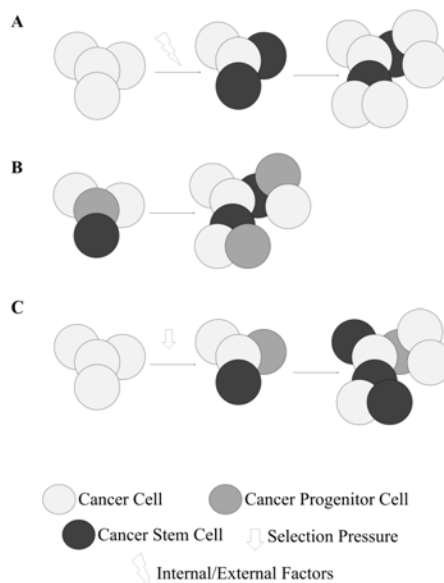 A
B
C
Cancer Cell Cancer Progenitor Cell
Cancer Stem Cell Selection Pressure
Internal/External Factors